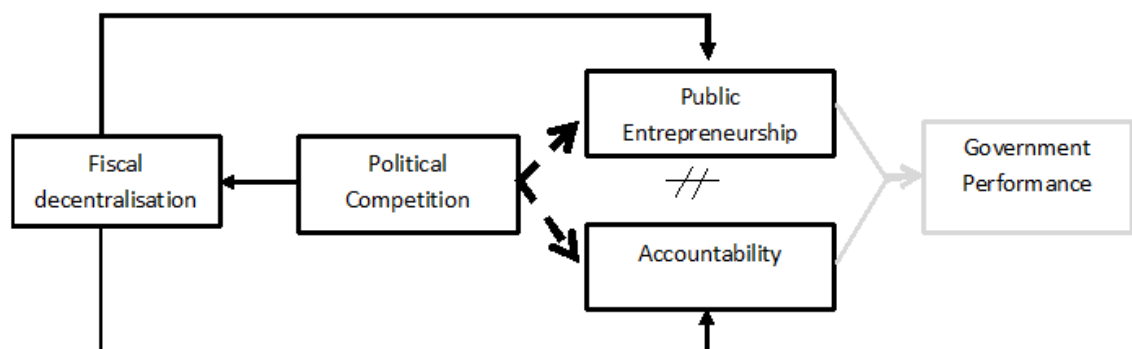 Public
Entrepreneurship
Fiscal
decentralisation
Political
Competition
Government
Performance
Accountability